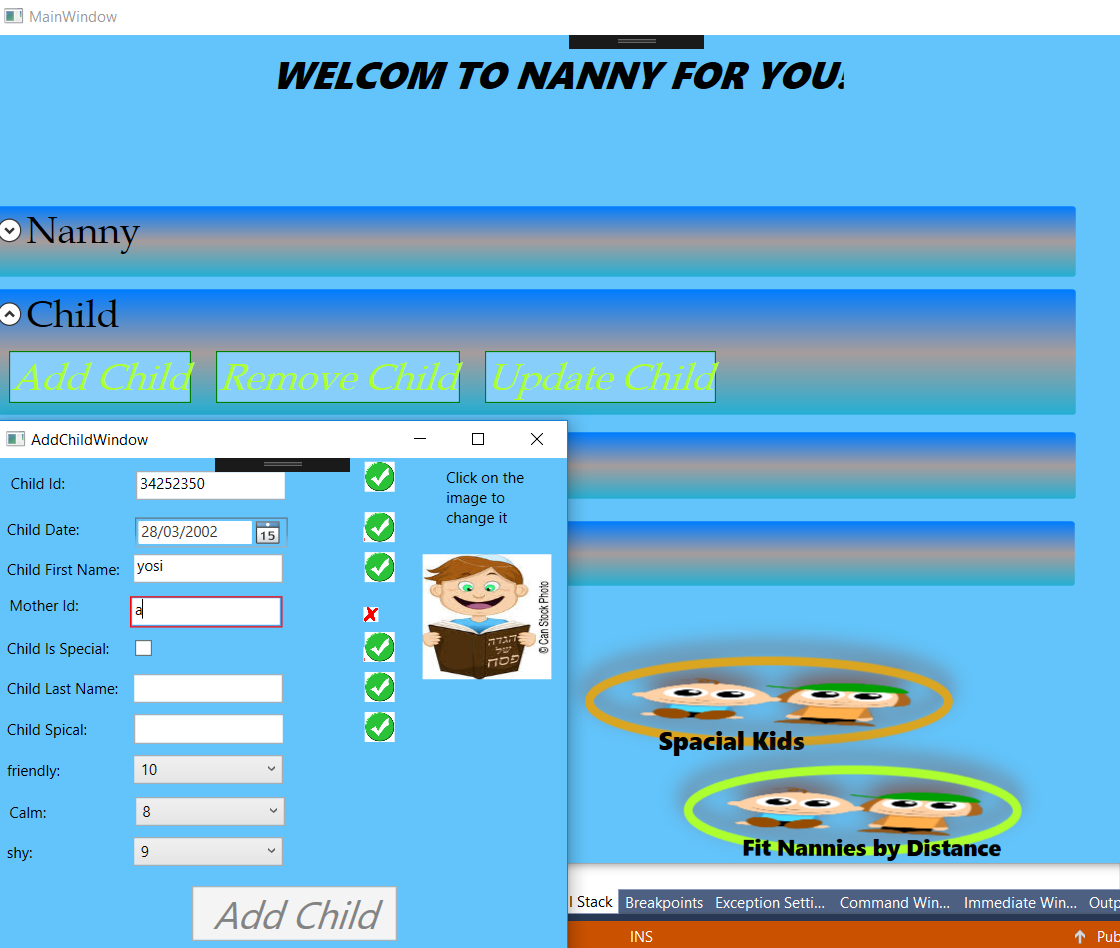 MainWindow
WELCOM TO NANNY FOR YOU!
Nanny
Child
Add Child
Remove Child
Update Child
AddChildWindow
Child Id:
34252350
Click on the
image to
change it
Child Date:
28/03/2002
15
Child First Name:
yosi
Mother Id:
a
Child Is Special:
Child Last Name:
Child Spical:
friendly:
10
Calm:
8
shy:
9
Add Child
הגדה
של
פסח
© Can Stock Photo
Spacial Kids
Fit Nannies by Distance
l Stack
Breakpoints
Exception Setti...
Command Win...
Immediate Win...
Outp
INS
Pub